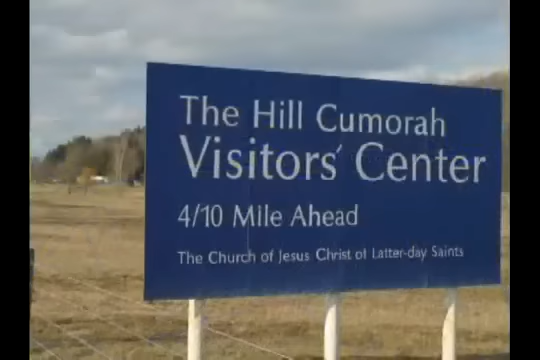 The Hill Cumorah
Visitors' Center
4/10 Mile Ahead
The Church of Jesus Christ of Latter-day Saints